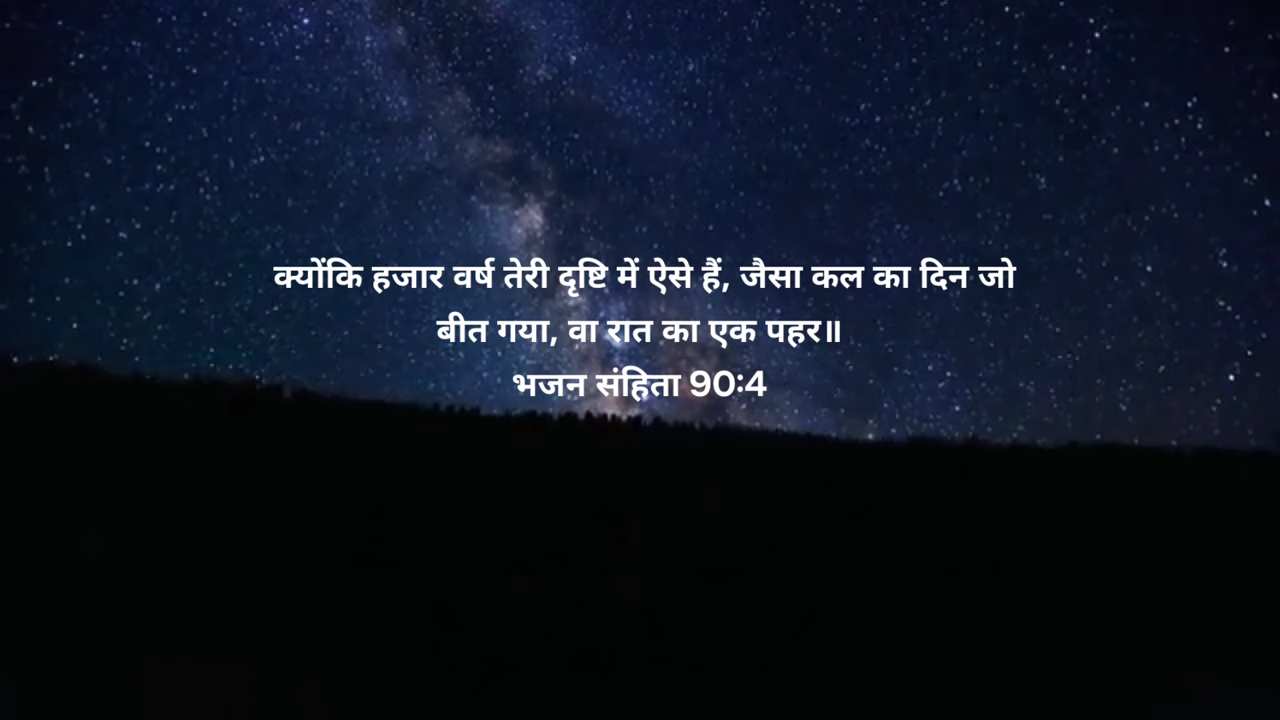 क्योंकि हजार वर्ष तेरी दृष्टि में ऐसे हैं, जैसा कल का दिन जो
बीत गया, वा रात का एक पहर॥
भजन संहिता 90:4